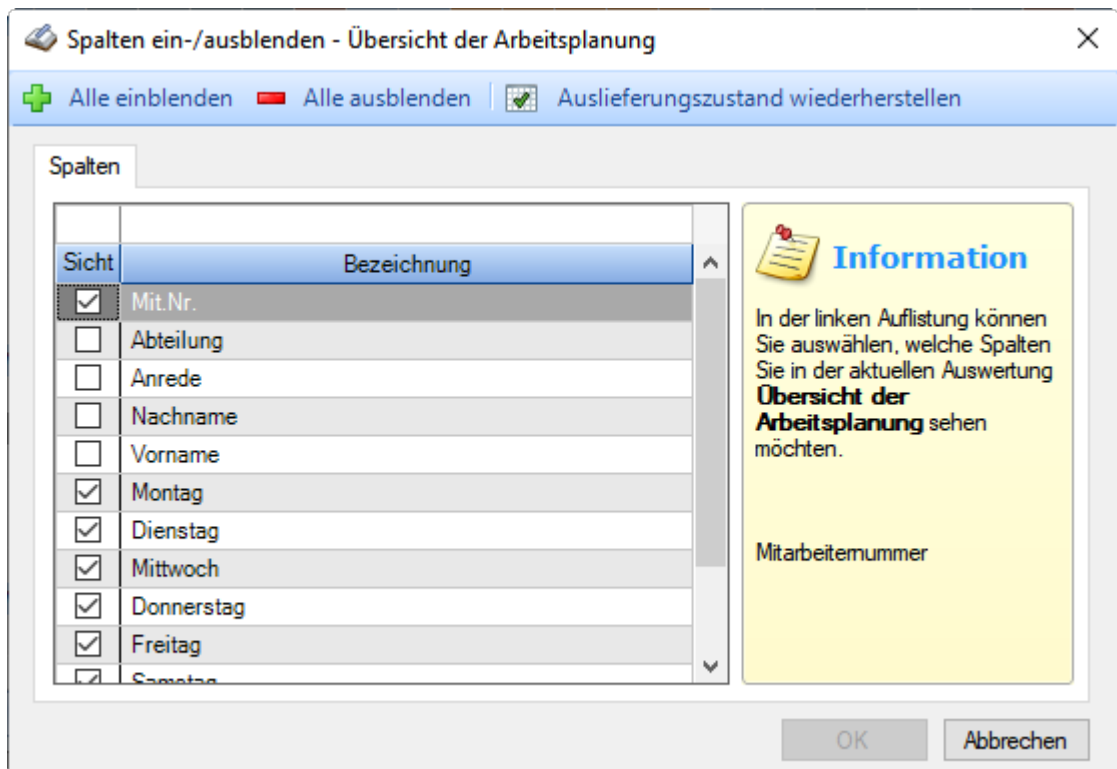 Spalten ein-/ausblenden - Übersicht der Arbeitsplanung
Alle einblenden Alle ausblenden Auslieferungszustand wiederherstellen
Spalten
Sicht Bezeichnung
Mit.Nr.
Abteilung
Anrede
Nachname
Vorname
Montag
Dienstag
Mittwoch
Donnerstag
Freitag
Samstag
Information
In der linken Auflistung können
Sie auswählen, welche Spalten
Sie in der aktuellen Auswertung
Übersicht der
Arbeitsplanung sehen
möchten.
Mitarbeiternummer
OK Abbrechen